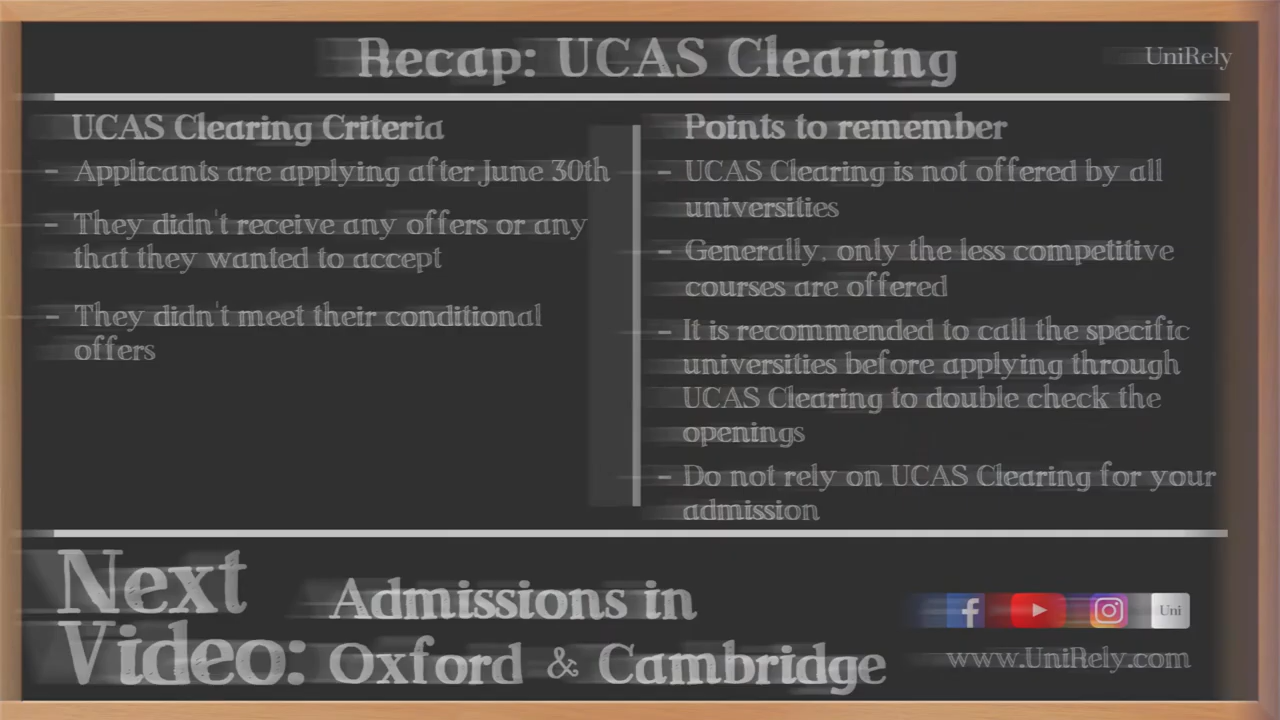 Recap: UCAS Clearing
UniRely
UCAS Clearing Criteria
- Applicants are applying after June 30th
- They didn't receive any offers or any
that they wanted to accept
- They didn't meet their conditional
offers
Points to remember
- UCAS Clearing is not offered by all
universities
- Generally, only the less competitive
courses are offered
- It is recommended to call the specific
universities before applying through
UCAS Clearing to double check the
openings
- Do not rely on UCAS Clearing for your
admission
Next
Video:
Admissions in
Oxford & Cambridge
Uni
www.UniRely.com